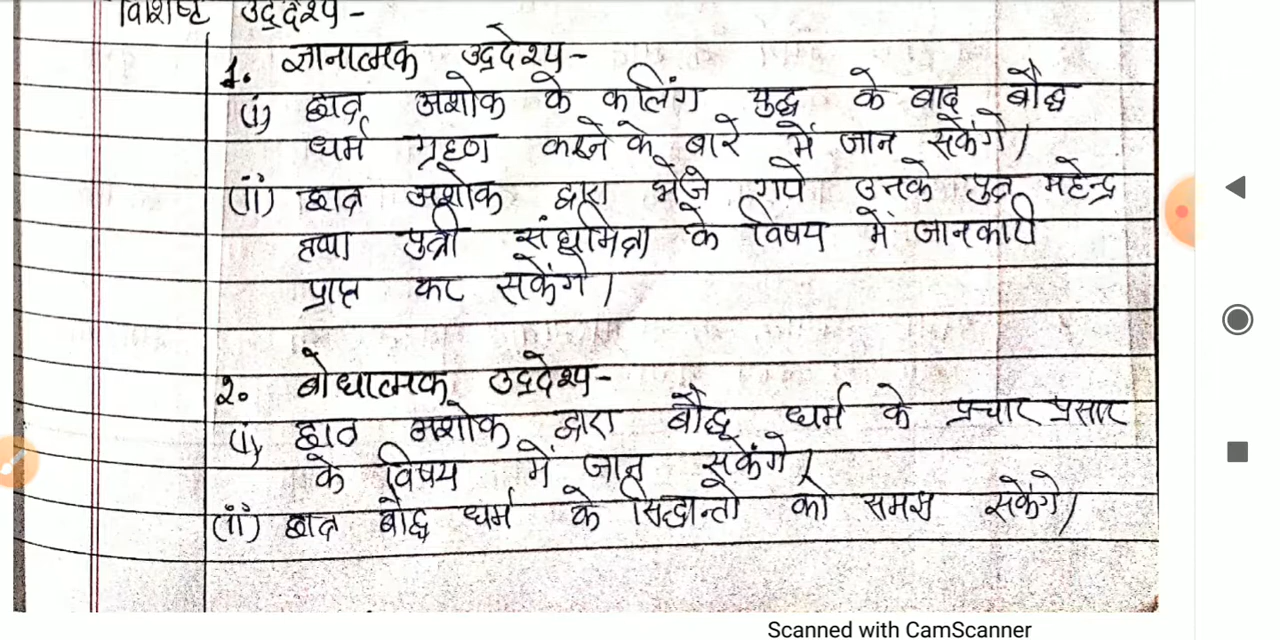 विशिष्ट उद्देश्य-
1. ज्ञानात्मक उद्देश्य-
(i) छात्र अशोक के कलिंग युद्ध के बाद बौद्ध
धर्म ग्रहण करने के बारे में जान सकेंगे।
(ii) छात्र अशोक द्वारा भेजे गये उनके पुत्र महेन्द्र
तथा पुत्री संघमित्रा के विषय में जानकारी
प्राप्त कर सकेंगे।
2. बोधात्मक उद्देश्य-
(i) छात्र अशोक द्वारा बौद्ध धर्म के प्रचार प्रसार
के विषय में जान सकेंगे।
(ii) छात्र बौद्ध धर्म के सिद्धान्तो को समझ सकेंगे।
Scanned with CamScanner